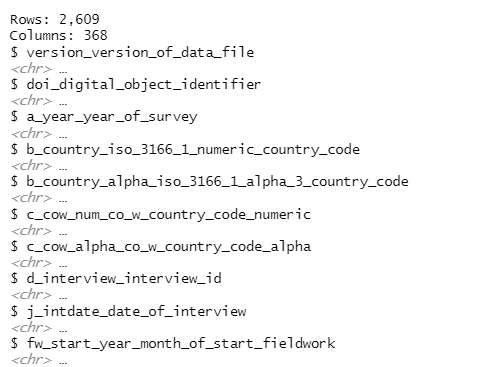 Rows: 2,609
Columns: 368
$ version_version_of_data_file
<chr> …
$ doi_digital_object_identifier
<chr> …
$ a_year_year_of_survey
<chr> …
$ b_country_iso_3166_1_numeric_country_code
<chr> …
$ b_country_alpha_iso_3166_1_alpha_3_country_code
<chr> …
$ c_cow_num_co_w_country_code_numeric
<chr> …
$ c_cow_alpha_co_w_country_code_alpha
<chr> …
$ d_interview_interview_id
<chr> …
$ j_intdate_date_of_interview
<chr> …
$ fw_start_year_month_of_start_fieldwork
<chr> …